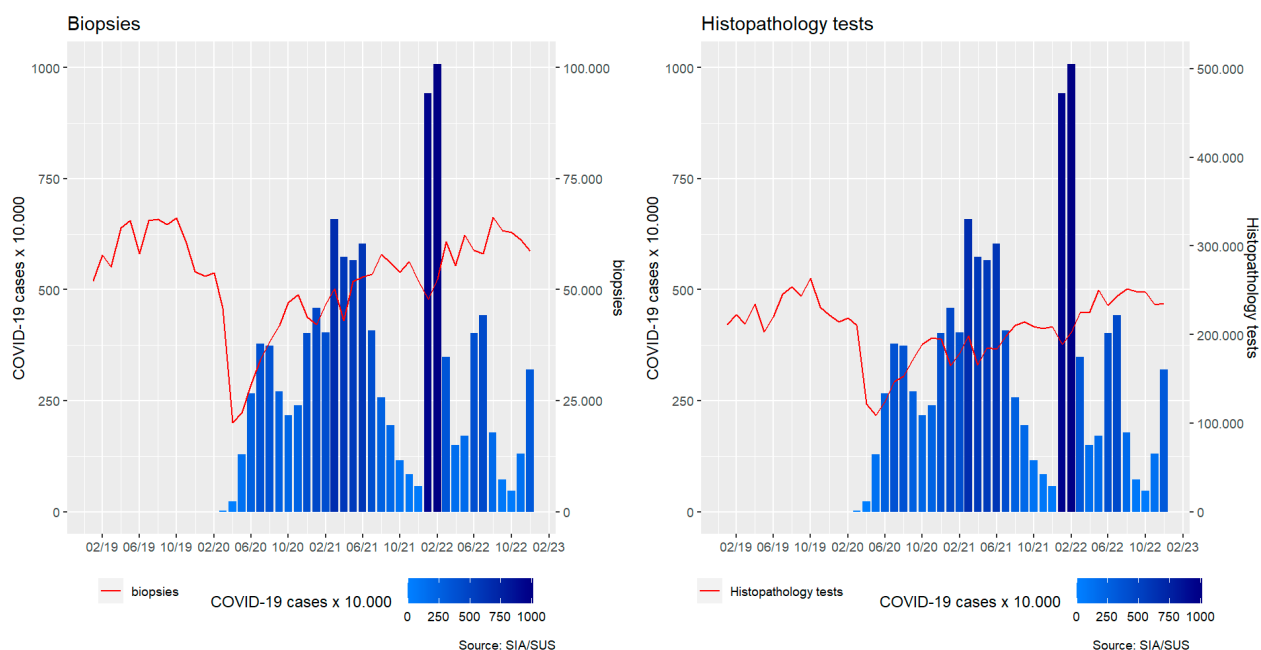 Biopsies
1000
750
500
250
0
COVID-19 cases x 10.000
100.000
75.000
50.000
25.000
0
biopsies
02/19 06/19 10/19 02/20 06/20 10/20 02/21 06/21 10/21 02/22 06/22 10/22 02/23
biopsies
COVID-19 cases x 10.000
0 250 500 750 1000
Source: SIA/SUS
Histopathology tests
1000
750
500
250
0
COVID-19 cases x 10.000
500.000
400.000
300.000
200.000
100.000
0
Histopathology tests
02/19 06/19 10/19 02/20 06/20 10/20 02/21 06/21 10/21 02/22 06/22 10/22 02/23
Histopathology tests
COVID-19 cases x 10.000
0 250 500 750 1000
Source: SIA/SUS